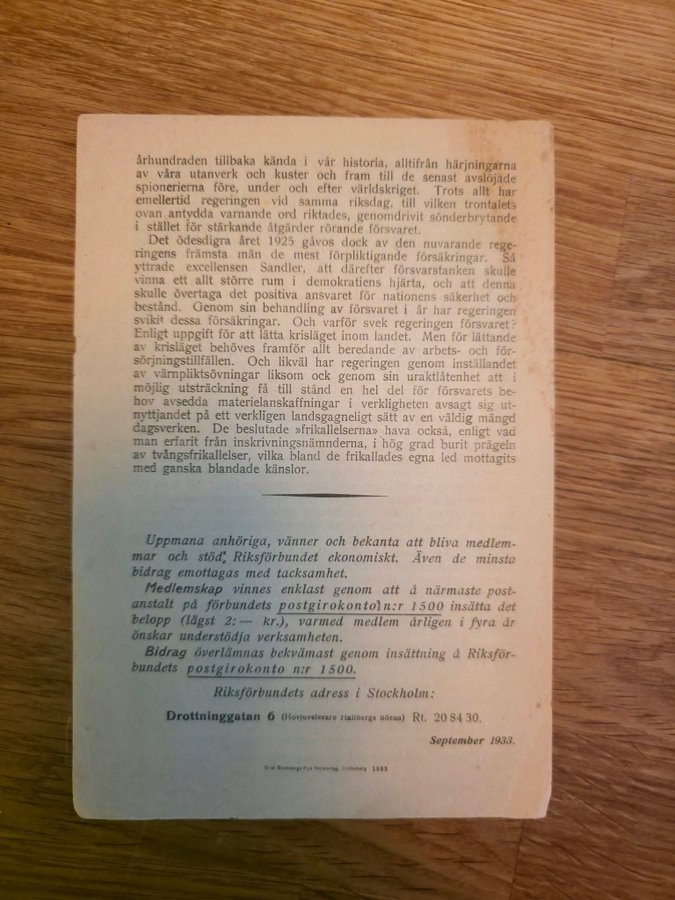 århundraden tillbaka kända i vår historia, alltifrån härjningarna
av våra utanverk och kuster och fram till de senast avslöjade
spionerierna före, under och efter världskriget. Trots allt har
emellertid regeringen vid samma riksdag, till vilken trontalets
ovan antydda varnande ord riktades, genomdrivit sönderbrytande
i stället för stärkande åtgärder rörande försvaret.
Det ödesdigra året 1925 gåvos dock av den nuvarande rege-
ringens främsta män de mest förpliktigande försäkringar. Så
yttrade excellensen Sandler, att därefter försvarstanken skulle
vinna ett allt större rum i demokratiens hjärta, och att denna
skulle övertaga det positiva ansvaret för nationens säkerhet och
bestånd. Genom sin behandling av försvaret i år har regeringen
svikit dessa försäkringar. Och varför svek regeringen försvaret?
Enligt uppgift för att lätta krisläget inom landet. Men för lättande
av krisläget behöves framför allt beredande av arbets- och för-
sörjningstillfällen. Och likväl har regeringen genom inställandet
av värnpliktsövningar liksom ock genom sin uraktlåtenhet att i
möjlig utsträckning få till stånd en hel del för försvarets be-
hov avsedda materielanskaffningar i verkligheten avsagt sig ut-
nyttjandet på ett verkligen landsgagneligt sätt av en väldig mängd
dagsverken. De beslutade »frikallelserna» hava också, enligt vad
man erfarit från inskrivningsnämnderna, i hög grad burit prägeln
av tvångsfrikallelser, vilka bland de frikallades egna led mottagits
med ganska blandade känslor.
Uppmana anhöriga, vänner och bekanta att bliva medlem-
mar och stöd, Riksförbundet ekonomiskt. Även de minsta
bidrag emottagas med tacksamhet.
Medlemskap vinnes enklast genom att å närmaste post-
anstalt på förbundets postgirokonto n:r 1500 insätta det
belopp (lägst 2:— kr.), varmed medlem årligen i fyra år
önskar understödja verksamheten.
Bidrag överlämnas bekvämast genom insättning å Riksför-
bundets postgirokonto n:r 1500.
Riksförbundets adress i Stockholm:
Drottninggatan 6 (Hovjuvelerare Hallbergs hörna) Rt. 20 84 30.
September 1933.
Blombergs Nya Lindesberg 1933